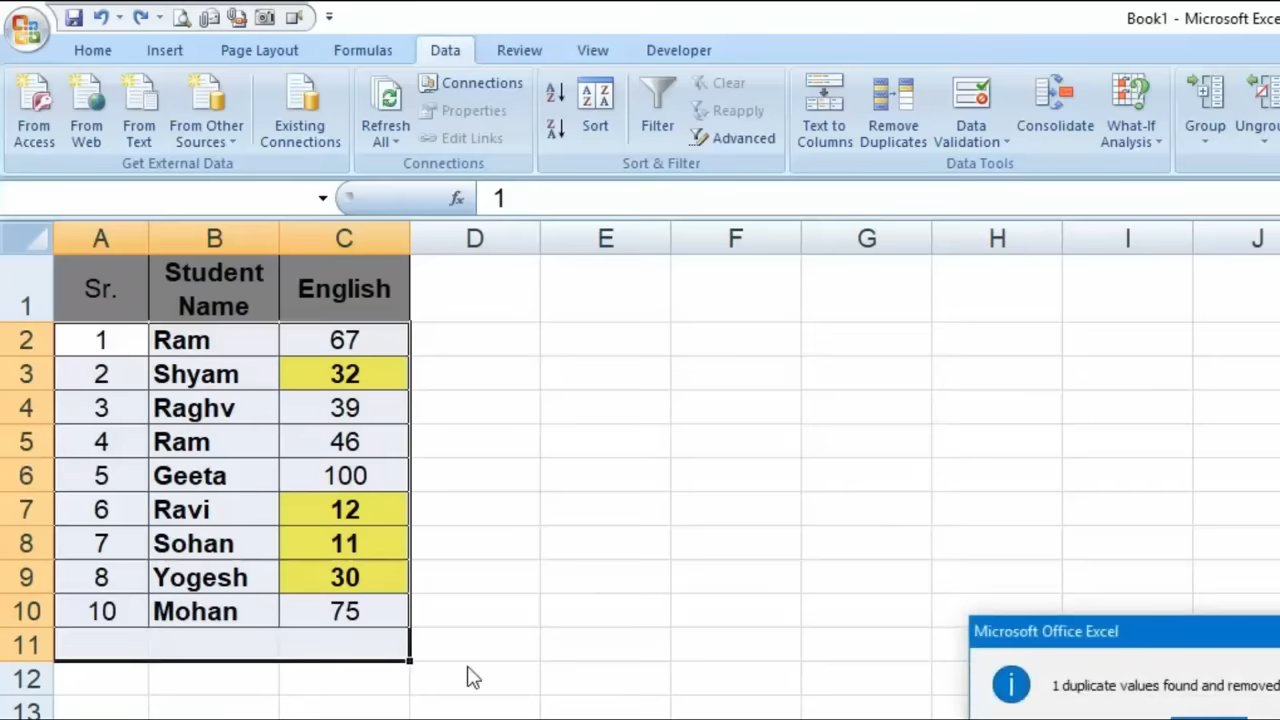 Book1 - Microsoft Exce
Home Insert Page Layout Formulas Data Review View Developer
From Access
From Web
From Text
From Other Sources
Existing Connections
Get External Data
Refresh All
Connections
Properties
Edit Links
Connections
Sort
Filter
Clear
Reapply
Advanced
Sort & Filter
Text to Columns
Remove Duplicates
Data Validation
Consolidate
What-If Analysis
Data Tools
Group
Ungrou
fx 1
A B C D E F G H I J
1 Sr. Student Name English
2 1 Ram 67
3 2 Shyam 32
4 3 Raghv 39
5 4 Ram 46
6 5 Geeta 100
7 6 Ravi 12
8 7 Sohan 11
9 8 Yogesh 30
10 10 Mohan 75
11
12
13
Microsoft Office Excel
1 duplicate values found and removed